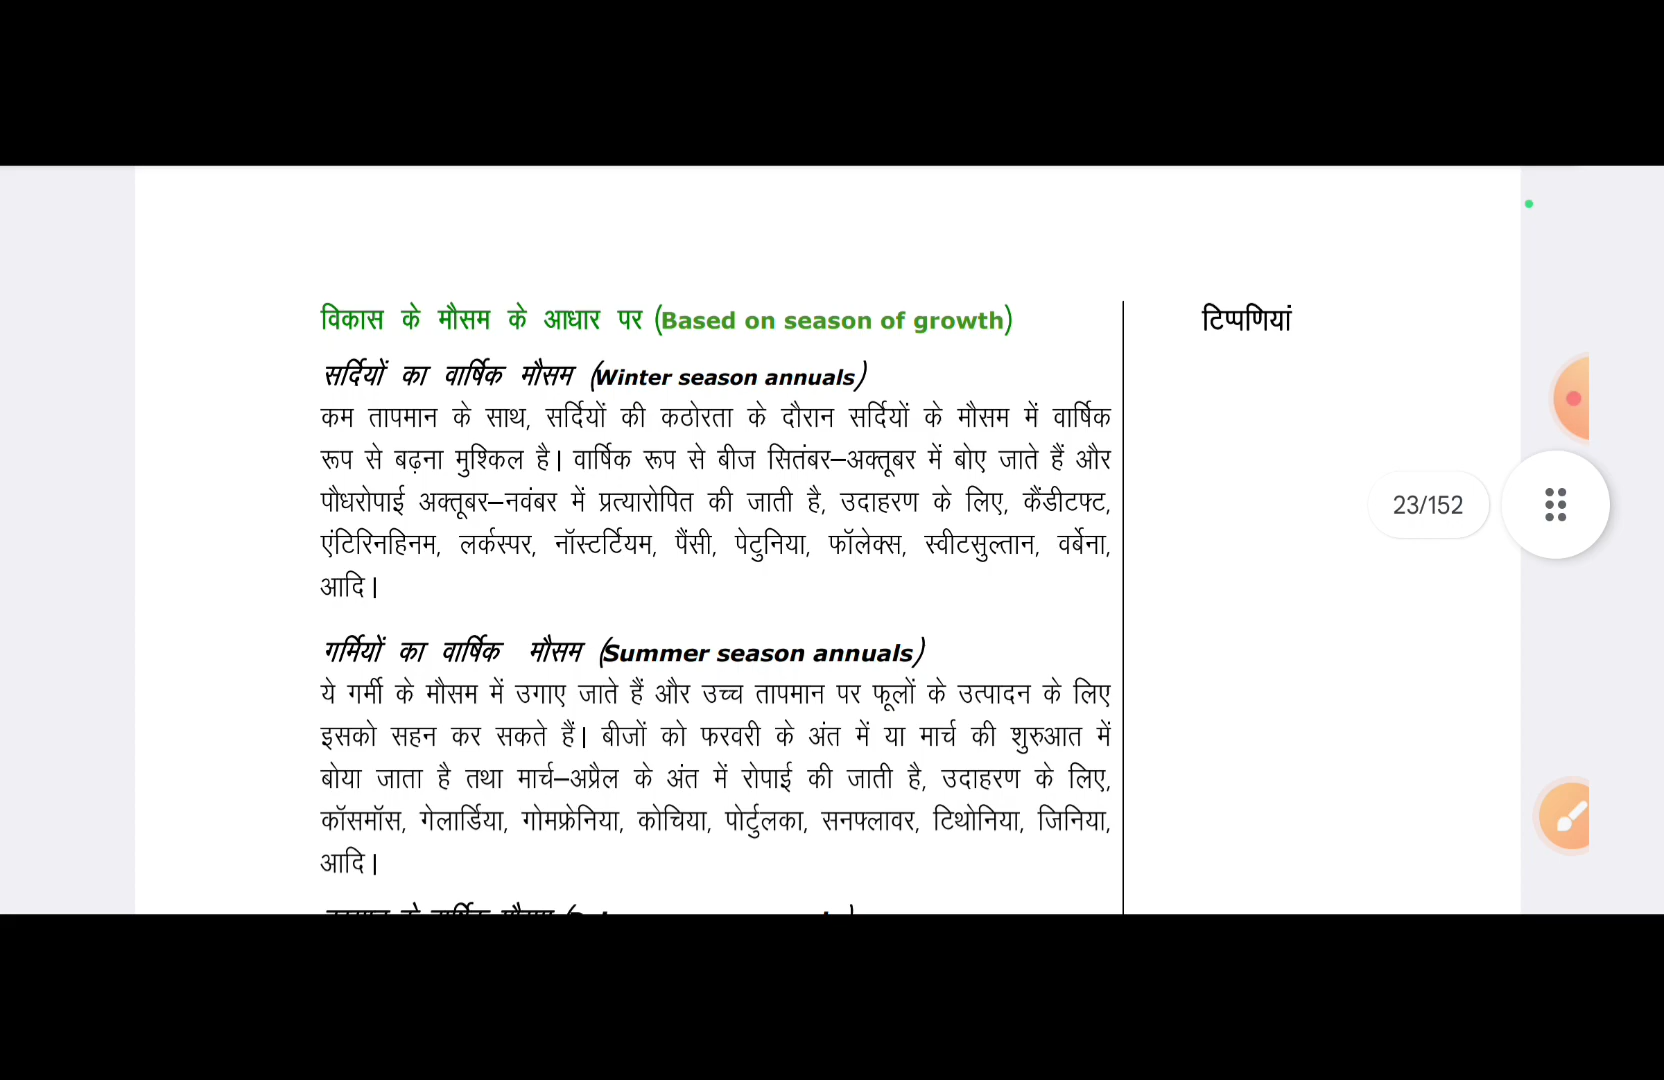 विकास के मौसम के आधार पर (Based on season of growth)
टिप्पणियां
सर्दियों का वार्षिक मौसम (Winter season annuals)
कम तापमान के साथ, सर्दियों की कठोरता के दौरान सर्दियों के मौसम में वार्षिक
रूप से बढ़ना मुश्किल है। वार्षिक रूप से बीज सितंबर–अक्तूबर में बोए जाते हैं और
पौधरोपाई अक्तूबर–नवंबर में प्रत्यारोपित की जाती है, उदाहरण के लिए, कैंडीटफ्ट,
एंटिरिनहिनम, लर्कस्पर, नॉस्टर्टियम, पैंसी, पेटुनिया, फॉलेक्स, स्वीटसुल्तान, वर्बेना,
आदि।
23/152
गर्मियों का वार्षिक मौसम (Summer season annuals)
ये गर्मी के मौसम में उगाए जाते हैं और उच्च तापमान पर फूलों के उत्पादन के लिए
इसको सहन कर सकते हैं। बीजों को फरवरी के अंत में या मार्च की शुरुआत में
बोया जाता है तथा मार्च–अप्रैल के अंत में रोपाई की जाती है, उदाहरण के लिए,
कॉसमॉस, गेलार्डिया, गोमफ्रेनिया, कोचिया, पोर्टुलका, सनफ्लावर, टिथोनिया, जिनिया,
आदि।